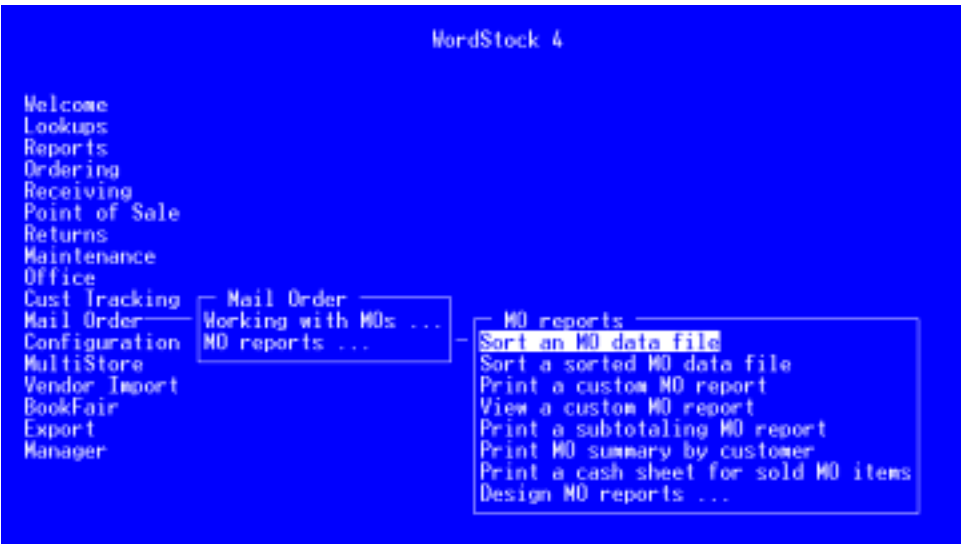 WordStock 4
Welcome
Lookups
Reports
Ordering
Receiving
Point of Sale
Returns
Maintenance
Office
Cust Tracking
Mail Order
Configuration
MultiStore
Vendor Import
BookFair
Export
Manager
Mail Order
Working with MOs ...
MO reports ...
MO reports
Sort an MO data file
Sort a sorted MO data file
Print a custom MO report
View a custom MO report
Print a subtotaling MO report
Print MO summary by customer
Print a cash sheet for sold MO items
Design MO reports ...